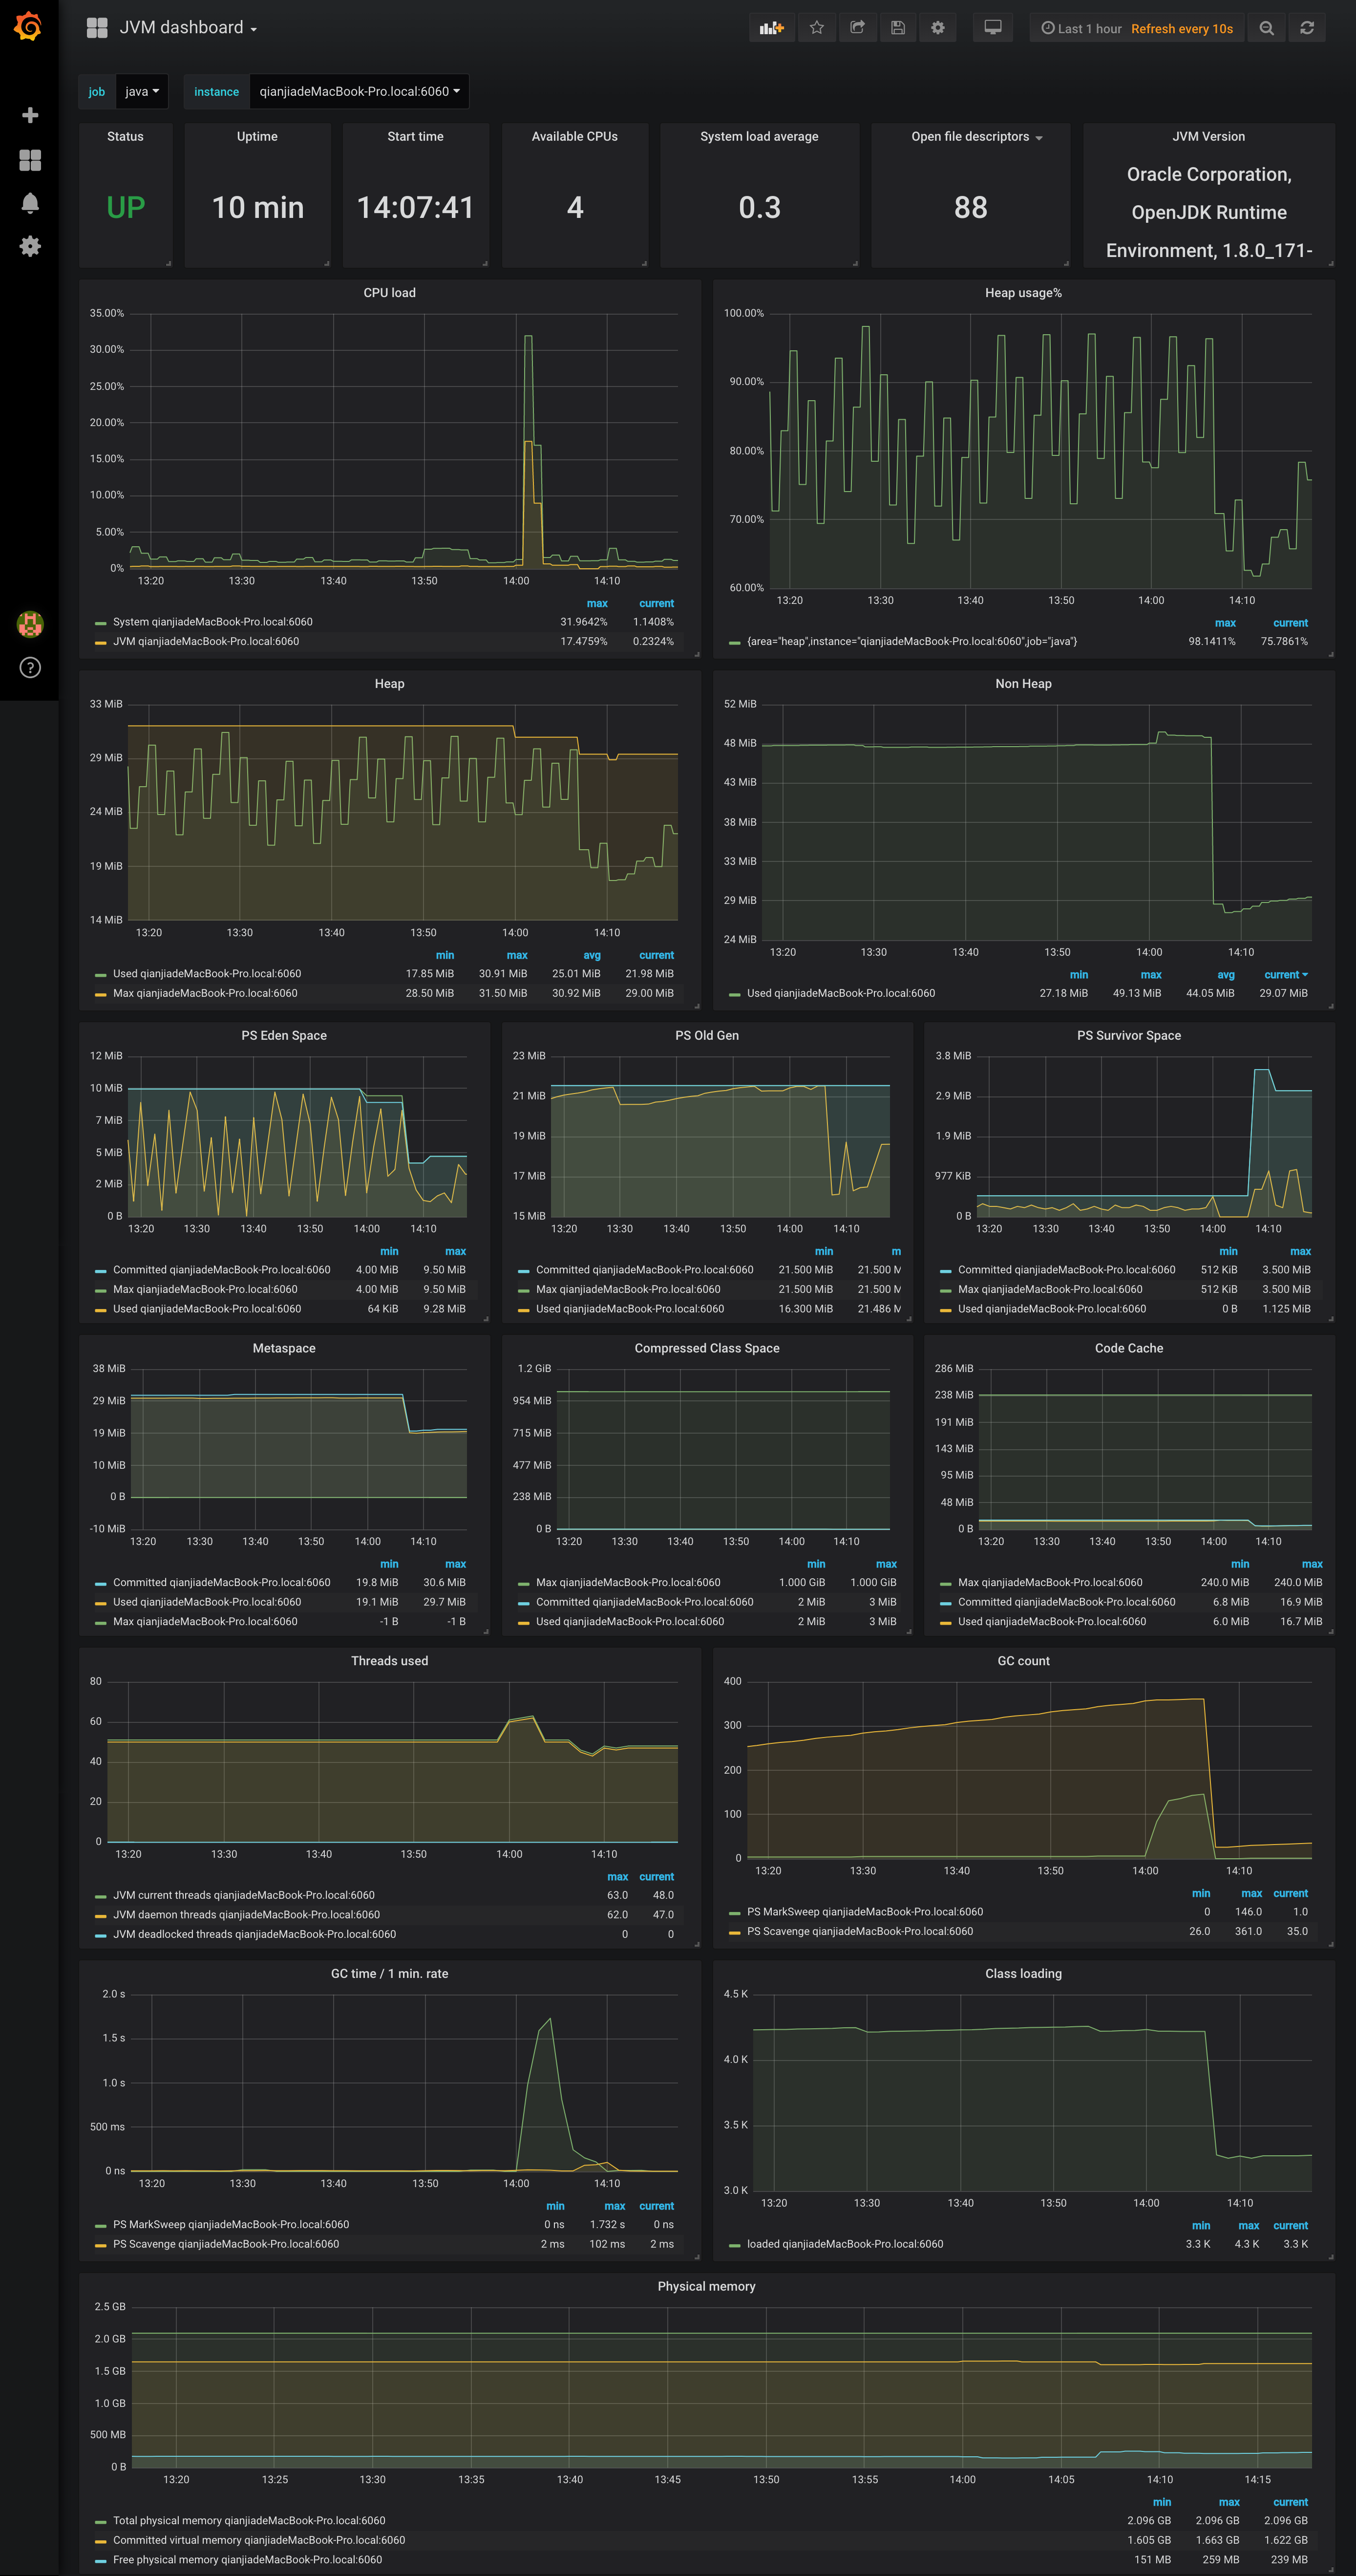 JVM dashboard
Last 1 hour Refresh every 10s
job java instance qianjiadeMacBook-Pro.local:6060
Status
UP
Uptime
10 min
Start time
14:07:41
Available CPUs
4
System load average
0.3
Open file descriptors
88
JVM Version
Oracle Corporation,
OpenJDK Runtime
Environment, 1.8.0_171-
CPU load
35.00%
30.00%
25.00%
20.00%
15.00%
10.00%
5.00%
0%
13:20 13:30 13:40 13:50 14:00 14:10
max current
System qianjiadeMacBook-Pro.local:6060 31.9642% 1.1408%
JVM qianjiadeMacBook-Pro.local:6060 17.4759% 0.2324%
Heap usage%
100.00%
90.00%
80.00%
70.00%
60.00%
13:20 13:30 13:40 13:50 14:00 14:10
max current
{area="heap",instance="qianjiadeMacBook-Pro.local:6060",job="java"} 98.1411% 75.7861%
Heap
33 MiB
29 MiB
24 MiB
19 MiB
14 MiB
13:20 13:30 13:40 13:50 14:00 14:10
min max avg current
Used qianjiadeMacBook-Pro.local:6060 17.85 MiB 30.91 MiB 25.01 MiB 21.98 MiB
Max qianjiadeMacBook-Pro.local:6060 28.50 MiB 31.50 MiB 30.92 MiB 29.00 MiB
Non Heap
52 MiB
48 MiB
43 MiB
38 MiB
33 MiB
29 MiB
24 MiB
13:20 13:30 13:40 13:50 14:00 14:10
min max avg current
Used qianjiadeMacBook-Pro.local:6060 27.18 MiB 49.13 MiB 44.05 MiB 29.07 MiB
PS Eden Space
12 MiB
10 MiB
7 MiB
5 MiB
2 MiB
0 B
13:20 13:30 13:40 13:50 14:00 14:10
min max
Committed qianjiadeMacBook-Pro.local:6060 4.00 MiB 9.50 MiB
Max qianjiadeMacBook-Pro.local:6060 4.00 MiB 9.50 MiB
Used qianjiadeMacBook-Pro.local:6060 64 KiB 9.28 MiB
PS Old Gen
23 MiB
21 MiB
19 MiB
17 MiB
15 MiB
13:20 13:30 13:40 13:50 14:00 14:10
min m
Committed qianjiadeMacBook-Pro.local:6060 21.500 MiB 21.500 M
Max qianjiadeMacBook-Pro.local:6060 21.500 MiB 21.500 M
Used qianjiadeMacBook-Pro.local:6060 16.300 MiB 21.486 M
PS Survivor Space
3.8 MiB
2.9 MiB
1.9 MiB
977 KiB
0 B
13:20 13:30 13:40 13:50 14:00 14:10
min max
Committed qianjiadeMacBook-Pro.local:6060 512 KiB 3.500 MiB
Max qianjiadeMacBook-Pro.local:6060 512 KiB 3.500 MiB
Used qianjiadeMacBook-Pro.local:6060 0 B 1.125 MiB
Metaspace
38 MiB
29 MiB
19 MiB
10 MiB
0 B
-10 MiB
13:20 13:30 13:40 13:50 14:00 14:10
min max
Committed qianjiadeMacBook-Pro.local:6060 19.8 MiB 30.6 MiB
Used qianjiadeMacBook-Pro.local:6060 19.1 MiB 29.7 MiB
Max qianjiadeMacBook-Pro.local:6060 -1 B -1 B
Compressed Class Space
1.2 GiB
954 MiB
715 MiB
477 MiB
238 MiB
0 B
13:20 13:30 13:40 13:50 14:00 14:10
min max
Max qianjiadeMacBook-Pro.local:6060 1.000 GiB 1.000 GiB
Committed qianjiadeMacBook-Pro.local:6060 2 MiB 3 MiB
Used qianjiadeMacBook-Pro.local:6060 2 MiB 3 MiB
Code Cache
286 MiB
238 MiB
191 MiB
143 MiB
95 MiB
48 MiB
0 B
13:20 13:30 13:40 13:50 14:00 14:10
min max
Max qianjiadeMacBook-Pro.local:6060 240.0 MiB 240.0 MiB
Committed qianjiadeMacBook-Pro.local:6060 6.8 MiB 16.9 MiB
Used qianjiadeMacBook-Pro.local:6060 6.0 MiB 16.7 MiB
Threads used
80
60
40
20
0
13:20 13:30 13:40 13:50 14:00 14:10
max current
JVM current threads qianjiadeMacBook-Pro.local:6060 63.0 48.0
JVM daemon threads qianjiadeMacBook-Pro.local:6060 62.0 47.0
JVM deadlocked threads qianjiadeMacBook-Pro.local:6060 0 0
GC count
400
300
200
100
0
13:20 13:30 13:40 13:50 14:00 14:10
min max current
PS MarkSweep qianjiadeMacBook-Pro.local:6060 0 146.0 1.0
PS Scavenge qianjiadeMacBook-Pro.local:6060 26.0 361.0 35.0
GC time / 1 min. rate
2.0 s
1.5 s
1.0 s
500 ms
0 ns
13:20 13:30 13:40 13:50 14:00 14:10
min max current
PS MarkSweep qianjiadeMacBook-Pro.local:6060 0 ns 1.732 s 0 ns
PS Scavenge qianjiadeMacBook-Pro.local:6060 2 ms 102 ms 2 ms
Class loading
4.5 K
4.0 K
3.5 K
3.0 K
13:20 13:30 13:40 13:50 14:00 14:10
min max current
loaded qianjiadeMacBook-Pro.local:6060 3.3 K 4.3 K 3.3 K
Physical memory
2.5 GB
2.0 GB
1.5 GB
1.0 GB
500 MB
0 B
13:20 13:25 13:30 13:35 13:40 13:45 13:50 13:55 14:00 14:05 14:10 14:15
min max current
Total physical memory qianjiadeMacBook-Pro.local:6060 2.096 GB 2.096 GB 2.096 GB
Committed virtual memory qianjiadeMacBook-Pro.local:6060 1.605 GB 1.663 GB 1.622 GB
Free physical memory qianjiadeMacBook-Pro.local:6060 151 MB 259 MB 239 MB